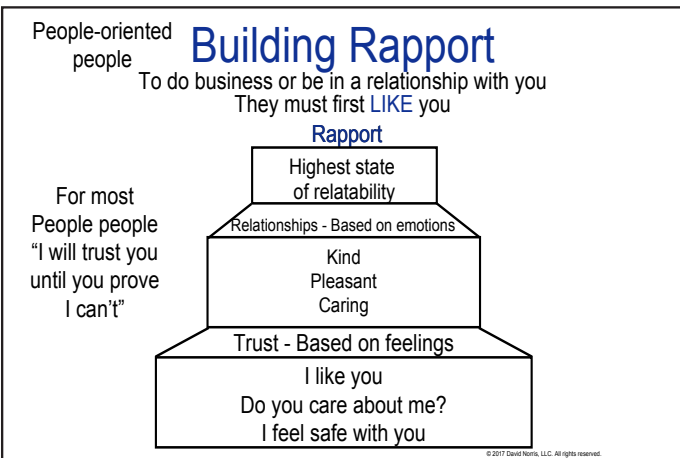 People-oriented
people
Building Rapport
To do business or be in a relationship with you
They must first LIKE you
Rapport
Highest state
of relatability
Relationships - Based on emotions
Kind
Pleasant
Caring
For most
People people
“I will trust you
until you prove
I can’t”
Trust - Based on feelings
I like you
Do you care about me?
I feel safe with you
© 2017 David Norris, LLC. All rights reserved.